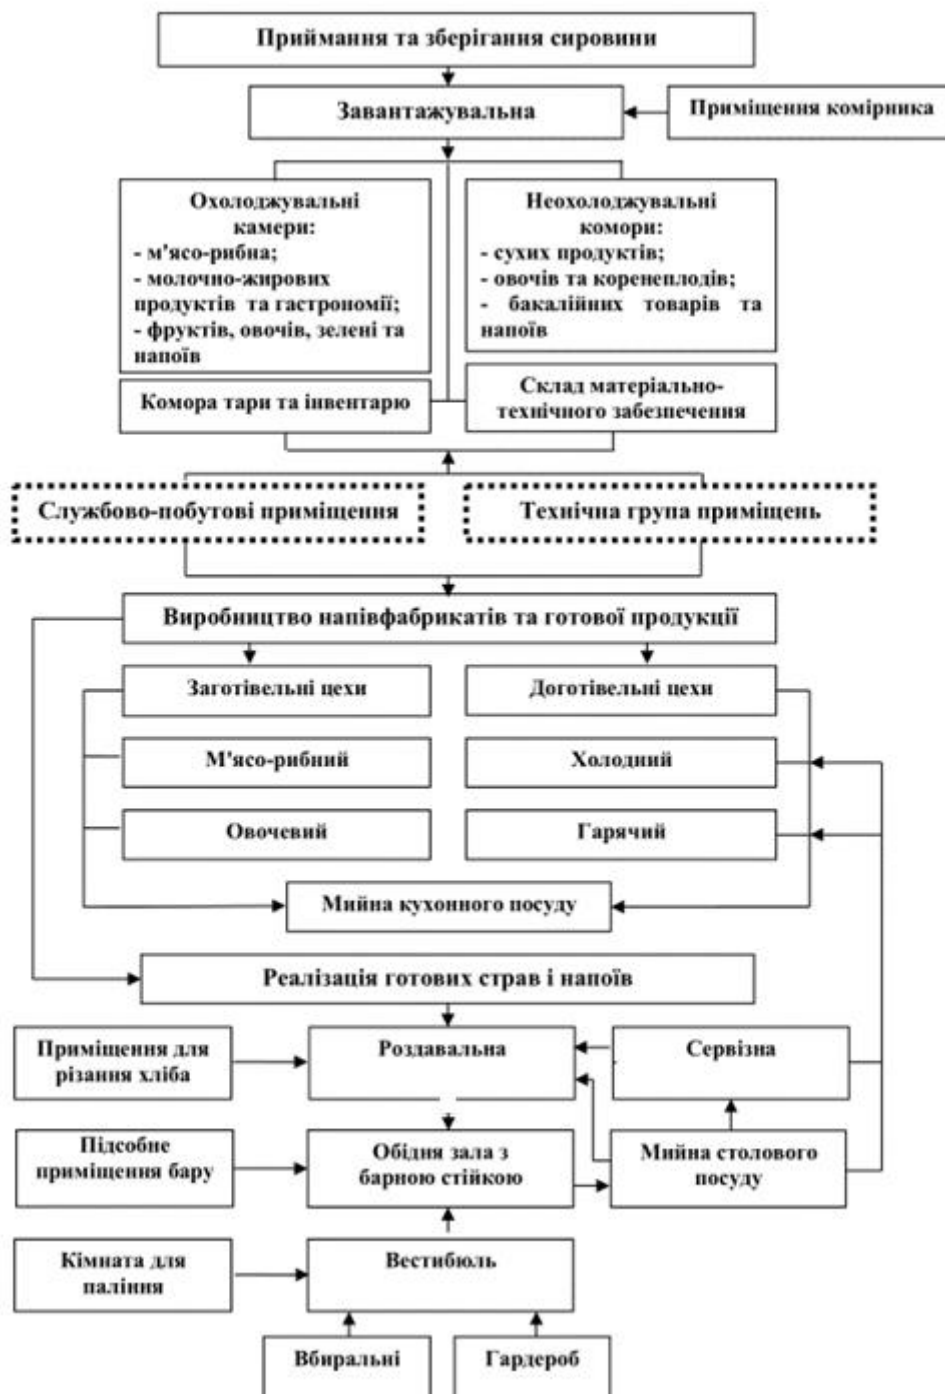 Приймання та зберігання сировини
Завантажувальна
Приміщення комірника
Охолоджувальні
камери:
- м'ясо-рибна;
- молочно-жирових
продуктів та гастрономії;
- фруктів, овочів, зелені та
напоїв
Неохолоджувальні
комори:
- сухих продуктів;
- овочів та коренеплодів;
- бакалійних товарів та
напоїв
Комора тари та інвентарю
Склад матеріально-
технічного забезпечення
Службово-побутові приміщення
Технічна група приміщень
Виробництво напівфабрикатів та готової продукції
Заготівельні цехи
Доготівельні цехи
М'ясо-рибний
Холодний
Овочевий
Гарячий
Мийна кухонного посуду
Реалізація готових страв і напоїв
Приміщення для
різання хліба
Роздавальна
Сервізна
Підсобне
приміщення бару
Обідня зала з
барною стійкою
Мийна столового
посуду
Кімната для
паління
Вестибюль
Вбиральні
Гардероб